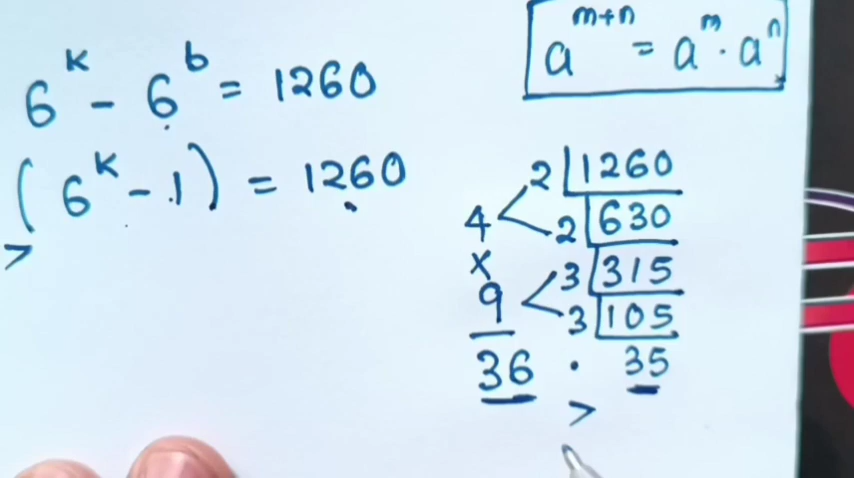 6^k - 6^b = 1260
(6^k - 1) = 1260
>
a^(m+n) = a^m · a^n
2 | 1260
4 < 2 | 630
x 3 | 315
9 < 3 | 105
36 · 35
>